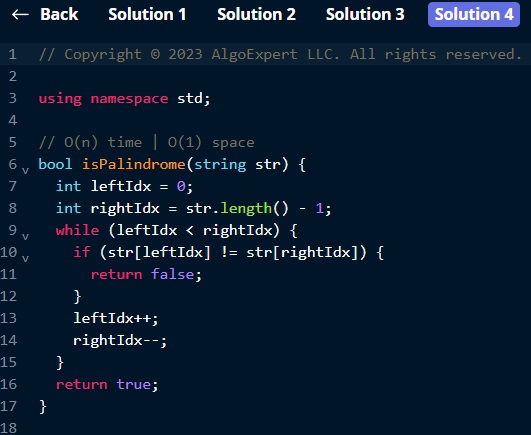 ← Back Solution 1 Solution 2 Solution 3 Solution 4
1 // Copyright © 2023 AlgoExpert LLC. All rights reserved.
2
3 using namespace std;
4
5 // O(n) time | O(1) space
6 bool isPalindrome(string str) {
7   int leftIdx = 0;
8   int rightIdx = str.length() - 1;
9   while (leftIdx < rightIdx) {
10     if (str[leftIdx] != str[rightIdx]) {
11       return false;
12     }
13     leftIdx++;
14     rightIdx--;
15   }
16   return true;
17 }
18